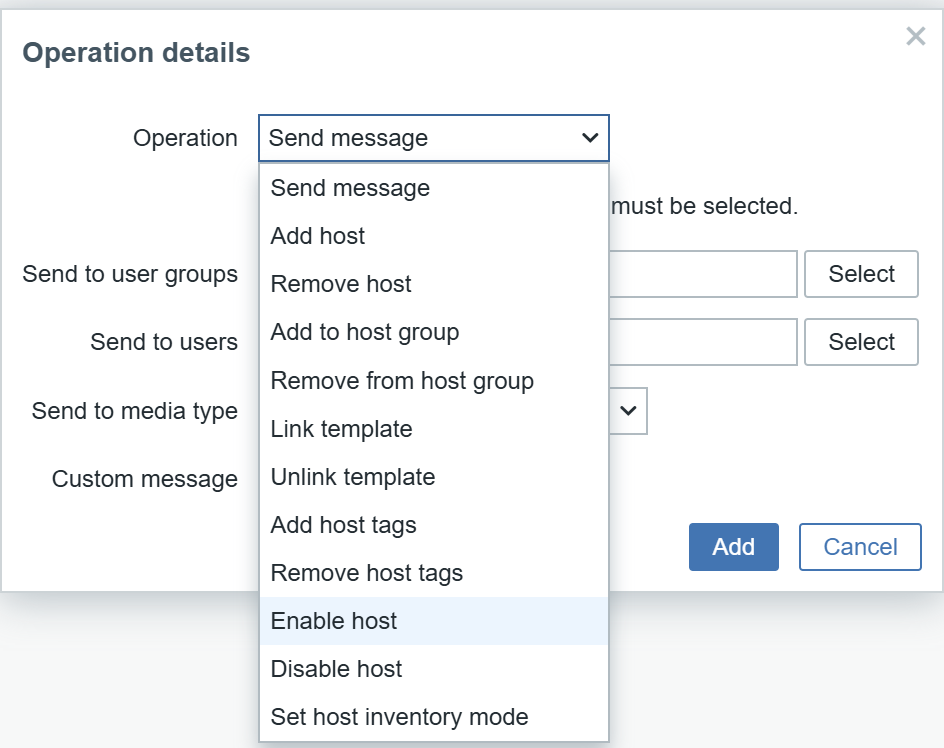 Operation details
Operation Send message
Send message
must be selected.
Add host
Send to user groups Select
Remove host
Add to host group
Send to users Select
Remove from host group
Send to media type
Link template
Custom message
Unlink template
Add host tags
Add Cancel
Remove host tags
Enable host
Disable host
Set host inventory mode